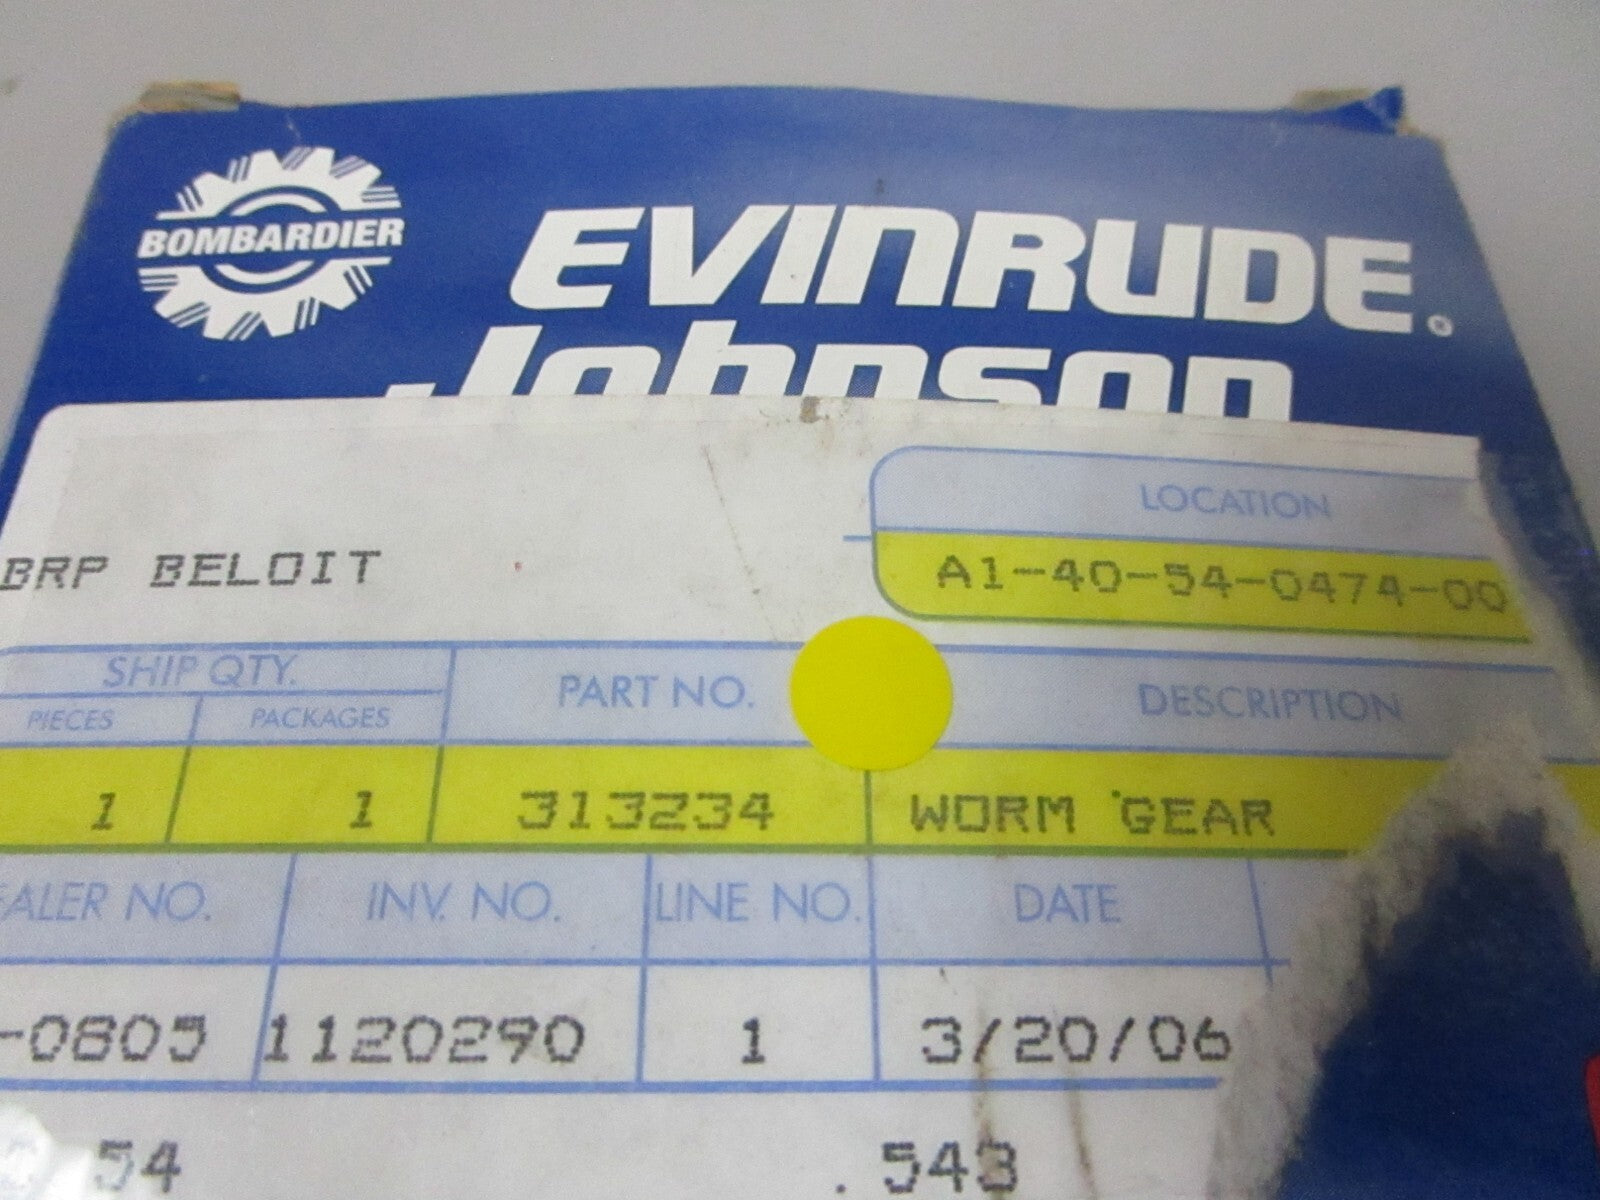 BOMBARDIER
EVINRUDE®
Johnson
LOCATION
BRP BELOIT
A1-40-54-0474-00
SHIP QTY.
PART NO.
DESCRIPTION
PIECES PACKAGES
1 1 313234 WORM GEAR
EALER NO. INV. NO. LINE NO. DATE
-0805 1120290 1 3/20/06
54 .543